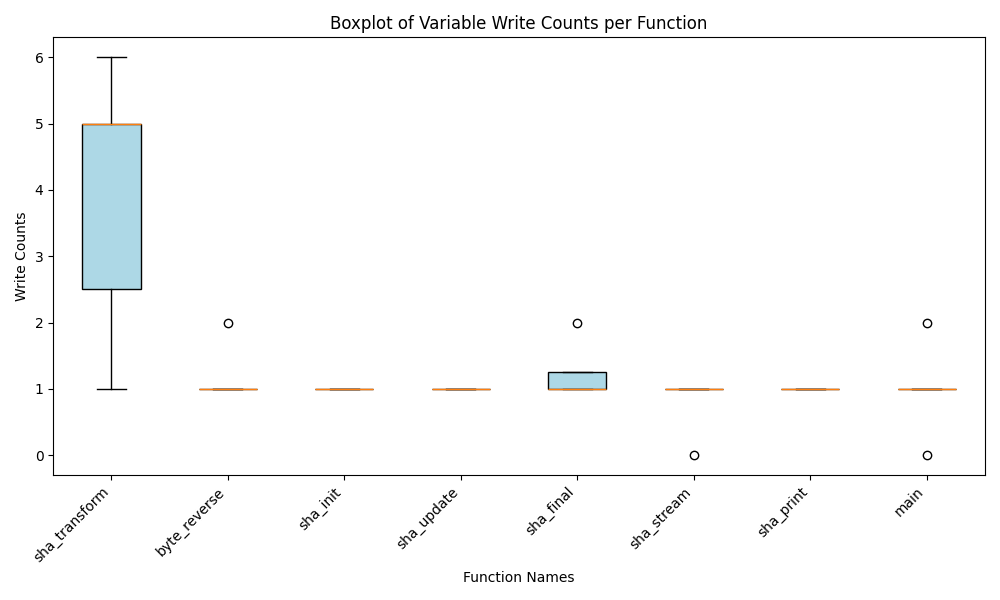 Boxplot of Variable Write Counts per Function
Write Counts
6
5
4
3
2
1
0
sha_transform
byte_reverse
sha_init
sha_update
sha_final
sha_stream
sha_print
main
Function Names